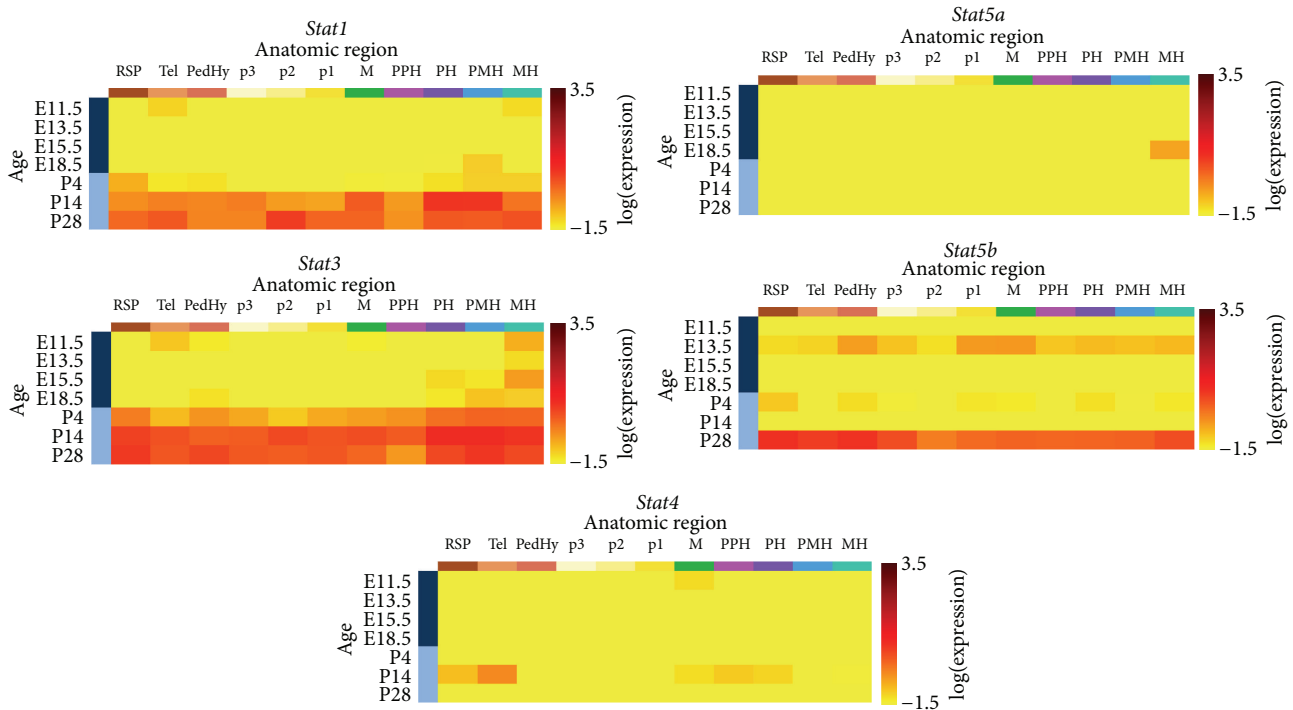 Stat1
Anatomic region
RSP Tel PedHy p3 p2 p1 M PPH PH PMH MH
Age
E11.5
E13.5
E15.5
E18.5
P4
P14
P28
3.5
−1.5
log(expression)
Stat5a
Anatomic region
RSP Tel PedHy p3 p2 p1 M PPH PH PMH MH
Age
E11.5
E13.5
E15.5
E18.5
P4
P14
P28
3.5
−1.5
log(expression)
Stat3
Anatomic region
RSP Tel PedHy p3 p2 p1 M PPH PH PMH MH
Age
E11.5
E13.5
E15.5
E18.5
P4
P14
P28
3.5
−1.5
log(expression)
Stat5b
Anatomic region
RSP Tel PedHy p3 p2 p1 M PPH PH PMH MH
Age
E11.5
E13.5
E15.5
E18.5
P4
P14
P28
3.5
−1.5
log(expression)
Stat4
Anatomic region
RSP Tel PedHy p3 p2 p1 M PPH PH PMH MH
Age
E11.5
E13.5
E15.5
E18.5
P4
P14
P28
3.5
−1.5
log(expression)